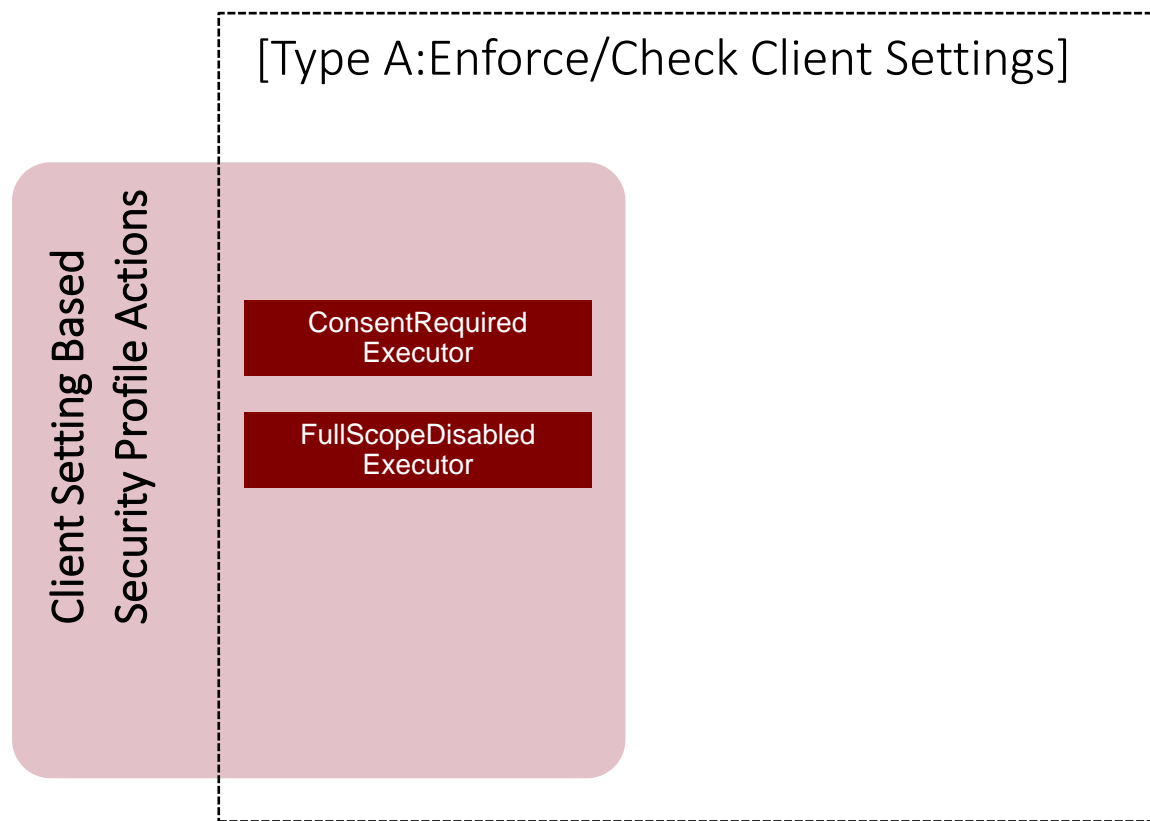 [Type A:Enforce/Check Client Settings]
Client Setting Based
Security Profile Actions
ConsentRequired
Executor
FullScopeDisabled
Executor